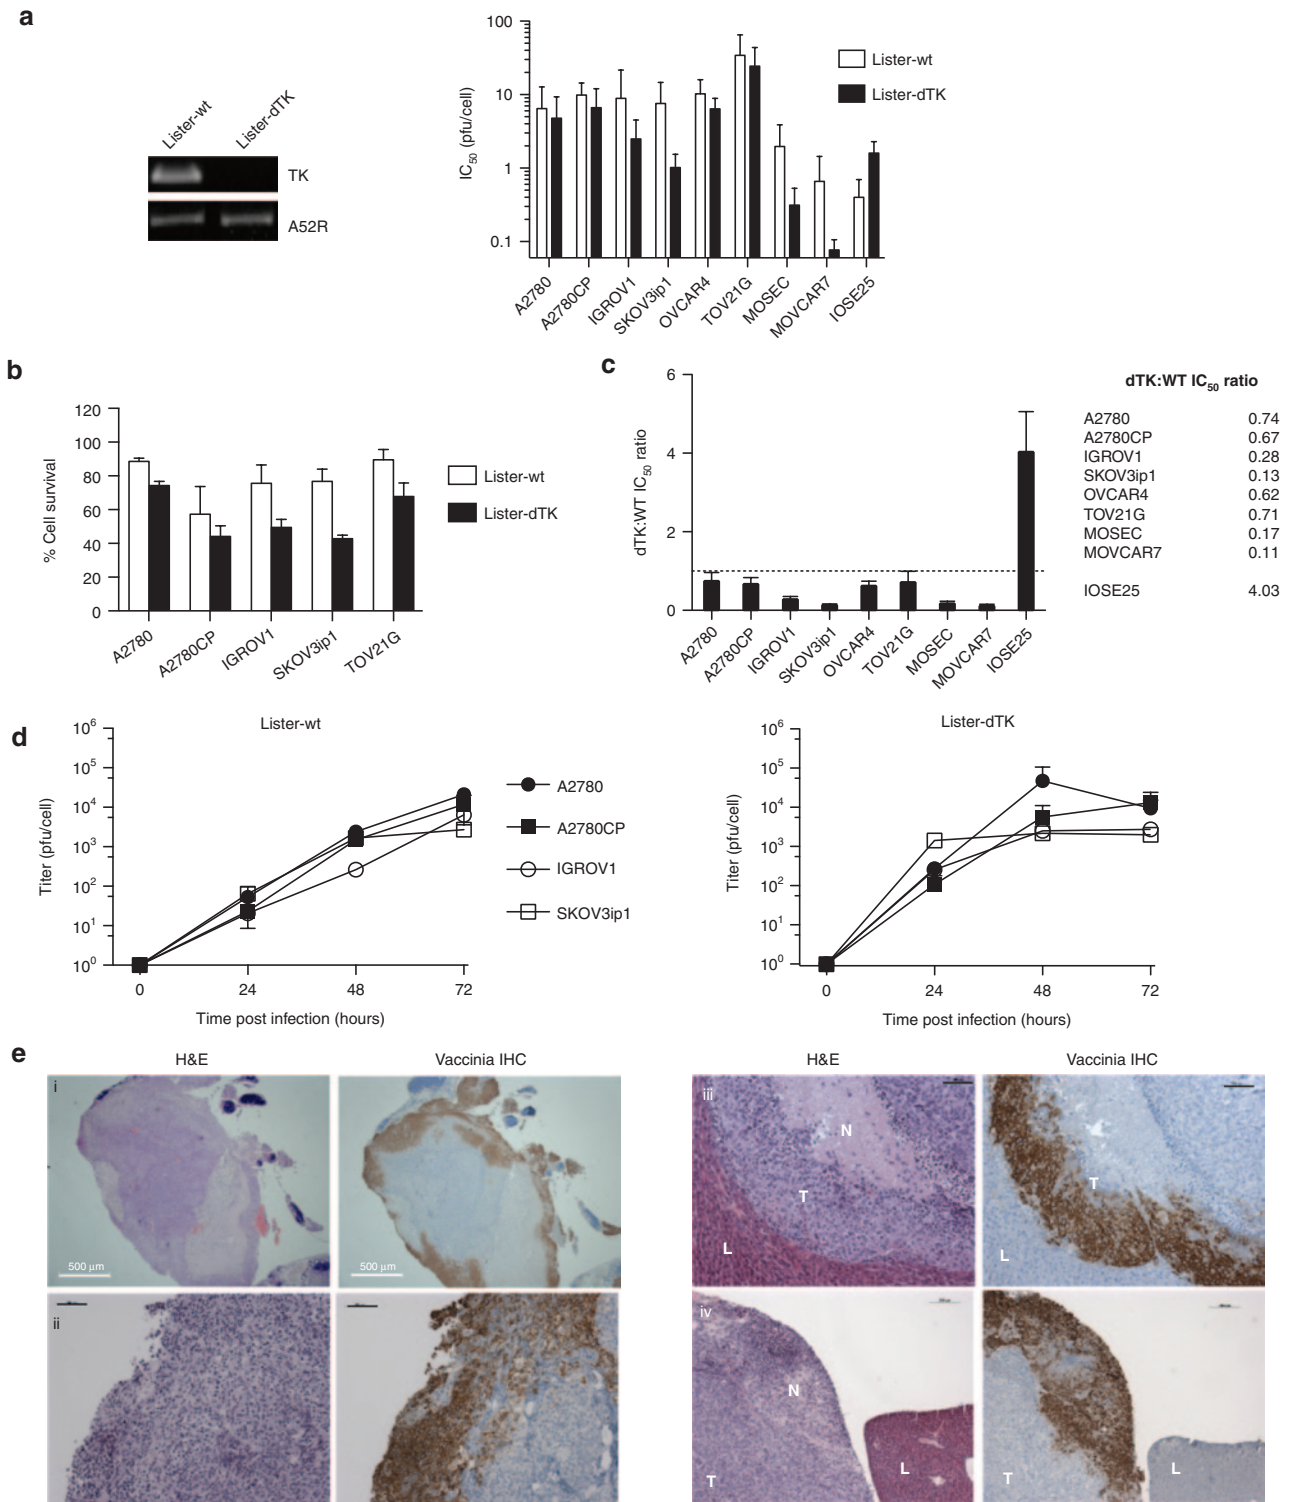 a
Lister-wt
Lister-dTK
TK
A52R
IC50 (pfu/cell)
100
10
1
0.1
Lister-wt
Lister-dTK
A2780
A2780CP
IGROV1
SKOV3ip1
OVCAR4
TOV21G
MOSEC
MOVCAR7
IOSE25
b
% Cell survival
120
100
80
60
40
20
0
Lister-wt
Lister-dTK
A2780
A2780CP
IGROV1
SKOV3ip1
TOV21G
c
dTK:WT IC50 ratio
6
4
2
0
A2780
A2780CP
IGROV1
SKOV3ip1
OVCAR4
TOV21G
MOSEC
MOVCAR7
IOSE25
dTK:WT IC50 ratio
A2780 0.74
A2780CP 0.67
IGROV1 0.28
SKOV3ip1 0.13
OVCAR4 0.62
TOV21G 0.71
MOSEC 0.17
MOVCAR7 0.11
IOSE25 4.03
d
Lister-wt
Titer (pfu/cell)
10^6
10^5
10^4
10^3
10^2
10^1
10^0
0 24 48 72
Time post infection (hours)
A2780
A2780CP
IGROV1
SKOV3ip1
Lister-dTK
Titer (pfu/cell)
10^6
10^5
10^4
10^3
10^2
10^1
10^0
0 24 48 72
Time post infection (hours)
e
H&E Vaccinia IHC
H&E Vaccinia IHC
i
500 µm
500 µm
ii
iii
N
T
L
T
L
iv
N
T
L
T
L